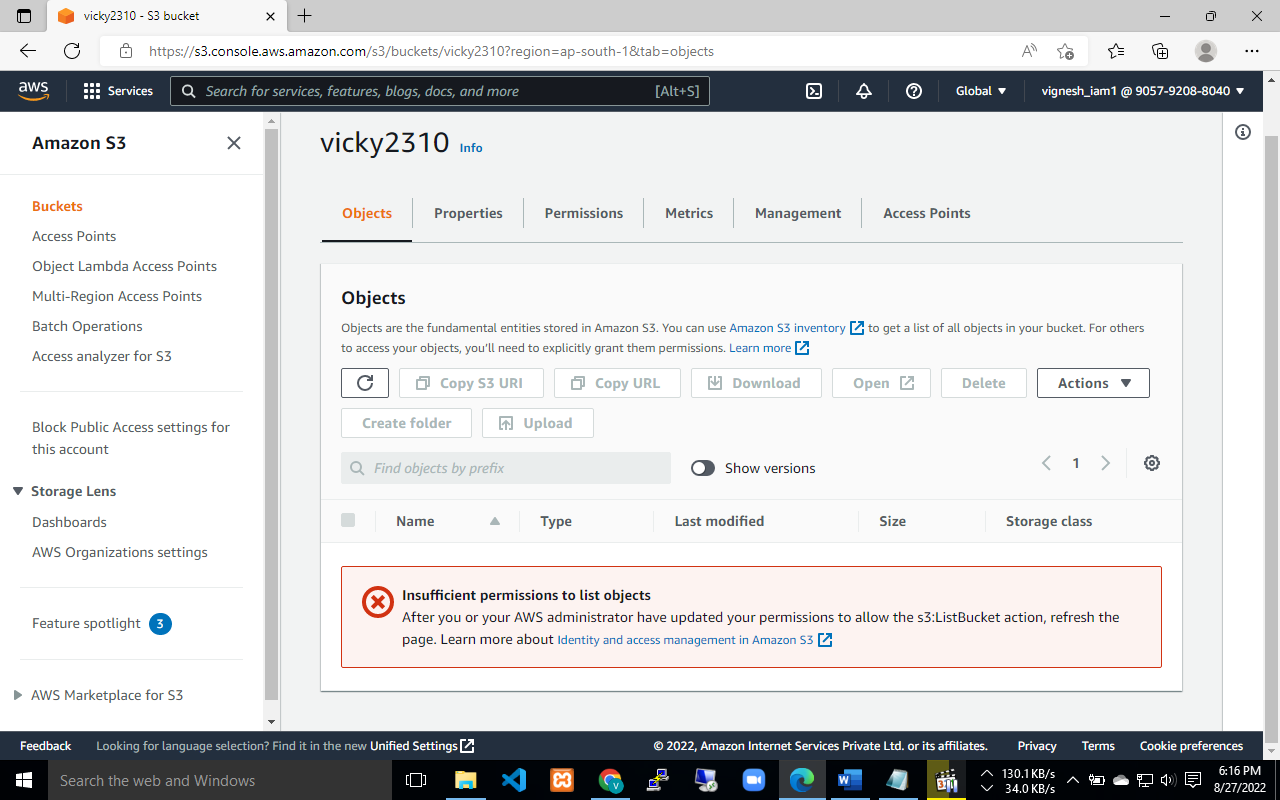 vicky2310 - S3 bucket
https://s3.console.aws.amazon.com/s3/buckets/vicky2310?region=ap-south-1&tab=objects
aws
Services
Search for services, features, blogs, docs, and more
[Alt+S]
Global
vignesh_iam1 @ 9057-9208-8040
Amazon S3
Buckets
Access Points
Object Lambda Access Points
Multi-Region Access Points
Batch Operations
Access analyzer for S3
Block Public Access settings for
this account
Storage Lens
Dashboards
AWS Organizations settings
Feature spotlight 3
AWS Marketplace for S3
vicky2310 Info
Objects
Properties
Permissions
Metrics
Management
Access Points
Objects
Objects are the fundamental entities stored in Amazon S3. You can use Amazon S3 inventory to get a list of all objects in your bucket. For others
to access your objects, you'll need to explicitly grant them permissions. Learn more
Copy S3 URI
Copy URL
Download
Open
Delete
Actions
Create folder
Upload
Find objects by prefix
Show versions
1
Name
Type
Last modified
Size
Storage class
Insufficient permissions to list objects
After you or your AWS administrator have updated your permissions to allow the s3:ListBucket action, refresh the
page. Learn more about Identity and access management in Amazon S3
Feedback
Looking for language selection? Find it in the new Unified Settings
© 2022, Amazon Internet Services Private Ltd. or its affiliates.
Privacy
Terms
Cookie preferences
Search the web and Windows
130.1 KB/s
34.0 KB/s
6:16 PM
8/27/2022